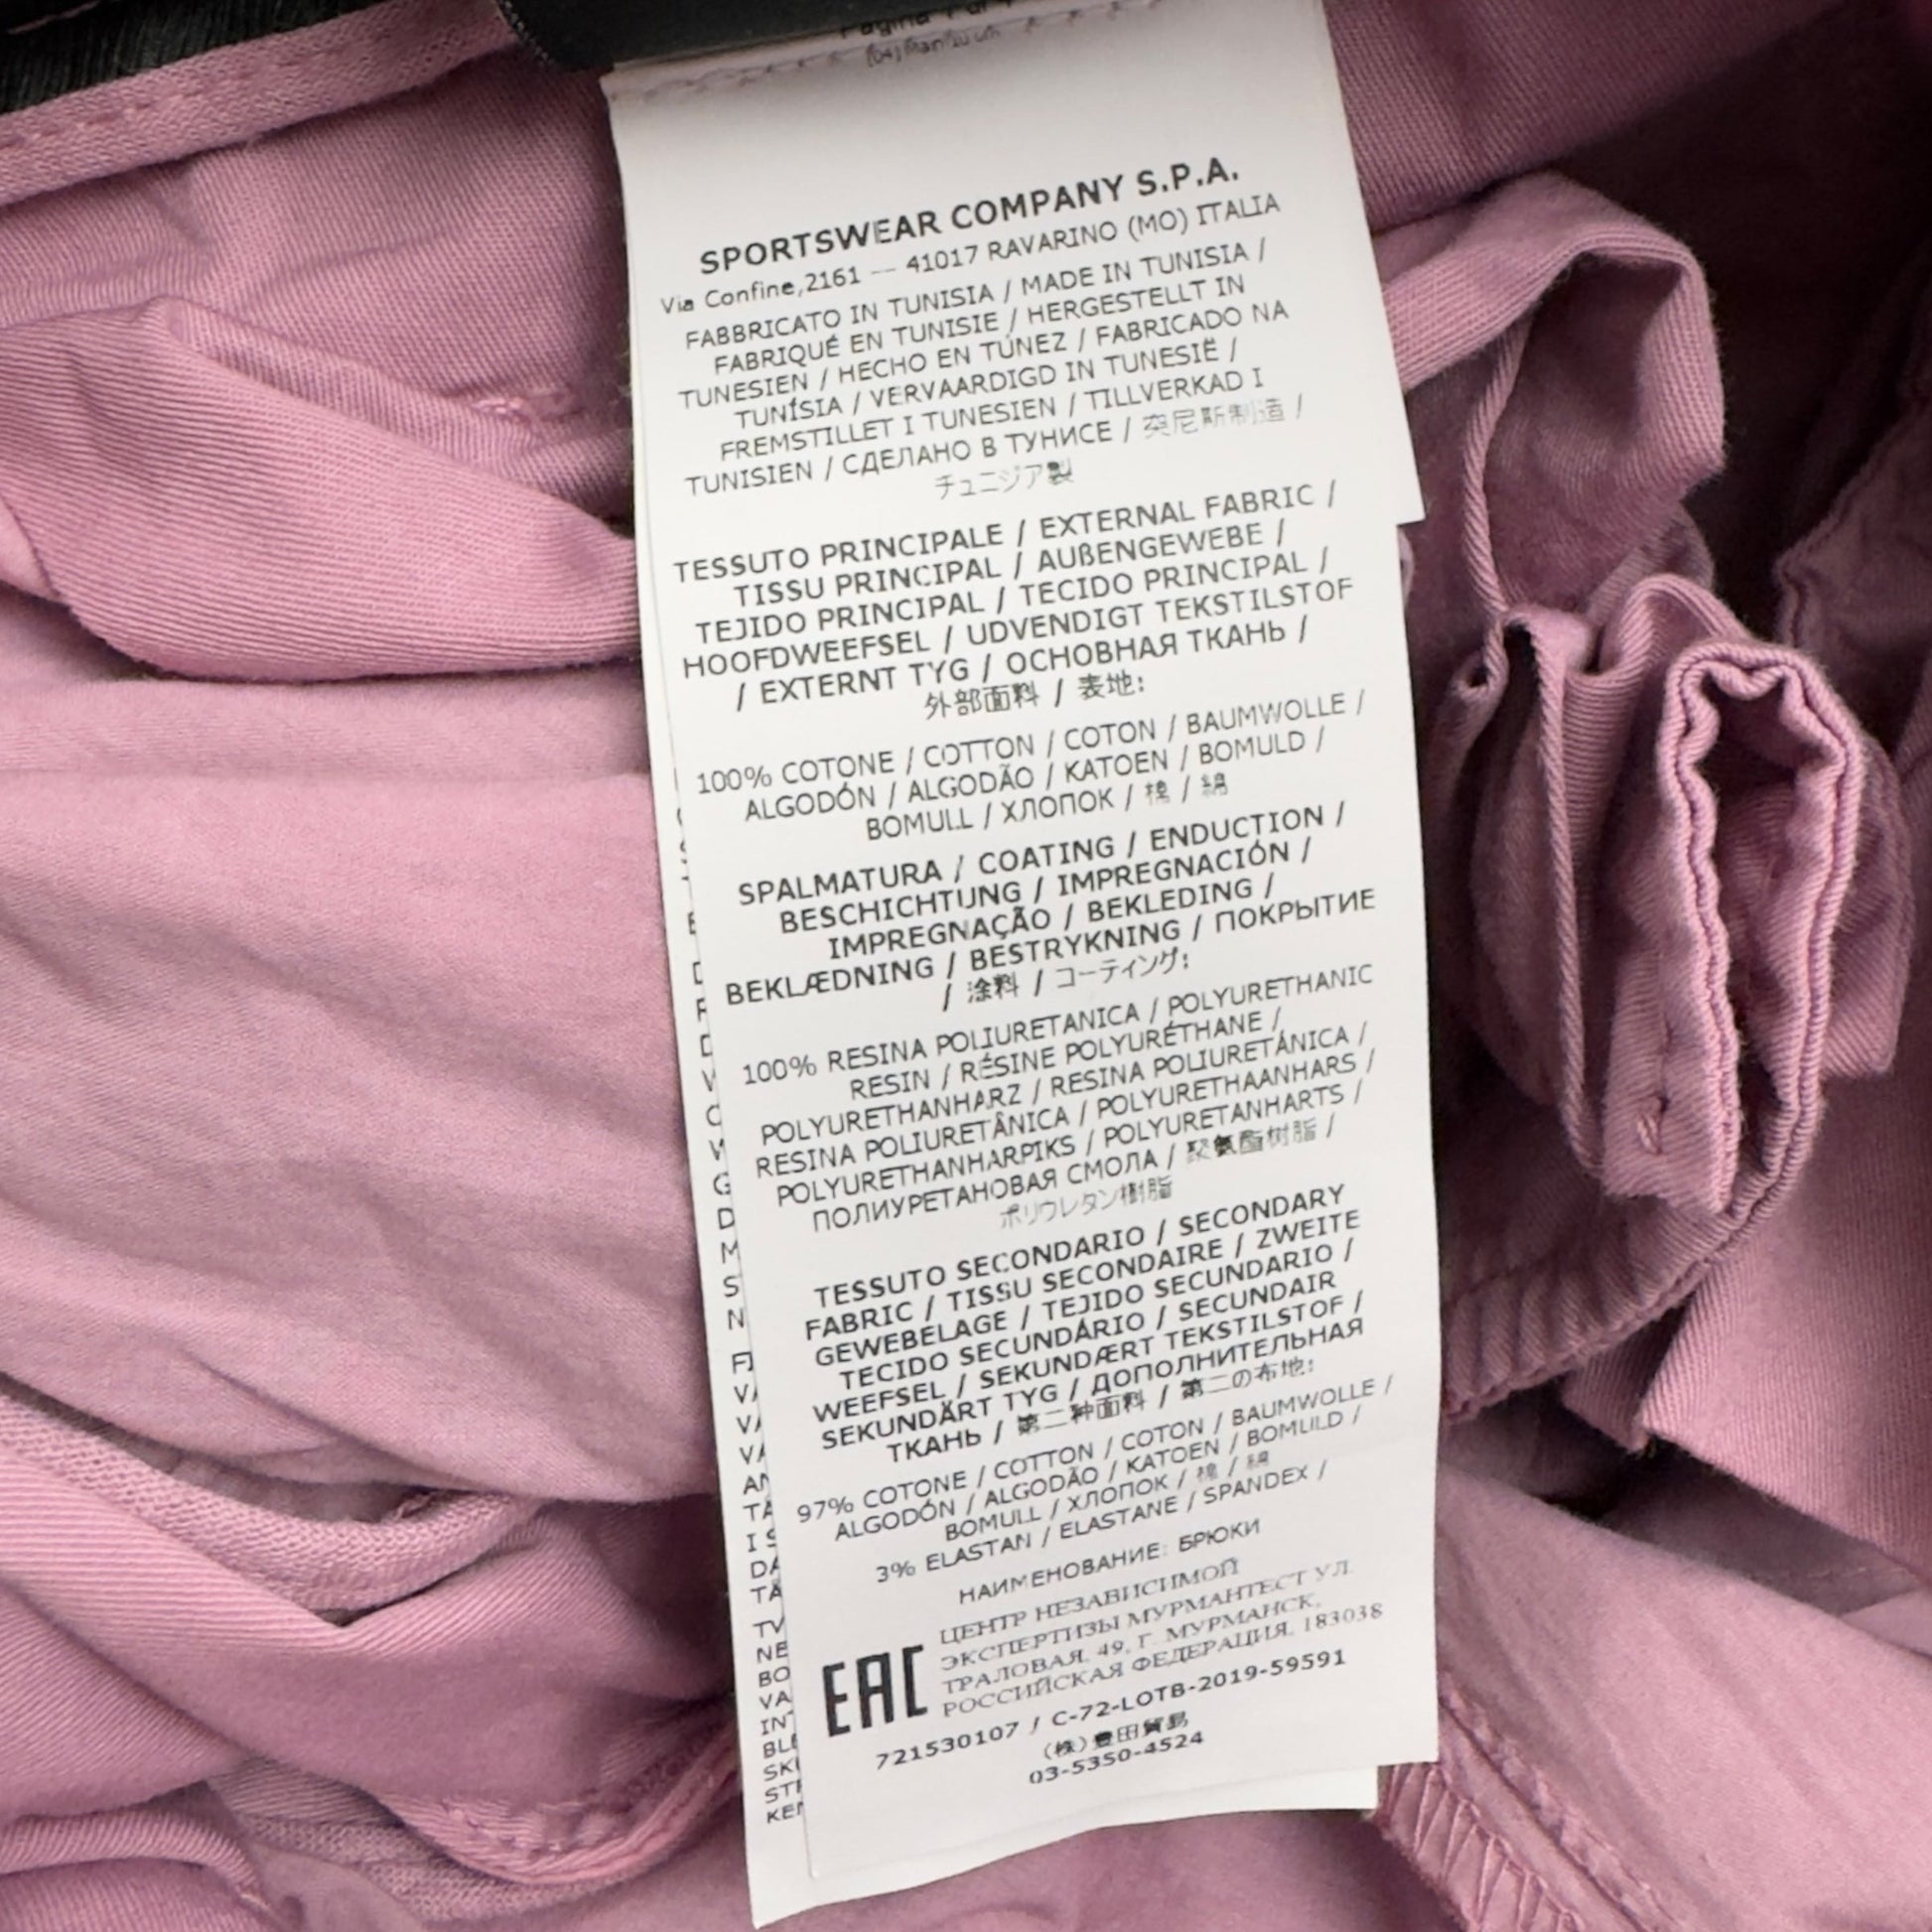 SPORTSWEAR COMPANY S.P.A.
Via Confine,2161 -- 41017 RAVARINO (MO) ITALIA
FABBRICATO IN TUNISIA / MADE IN TUNISIA /
FABRIQUÉ EN TUNISIE / HERGESTELLT IN
TUNESIEN / HECHO EN TÚNEZ / FABRICADO NA
TUNÍSIA / VERVAARDIGD IN TUNESIË /
FREMSTILLET I TUNESIEN / TILLVERKAD I
TUNISIEN / СДЕЛАНО В ТУНИСЕ / 突尼斯制造 /
チュニジア製
TESSUTO PRINCIPALE / EXTERNAL FABRIC /
TISSU PRINCIPAL / AUßENGEWEBE /
TEJIDO PRINCIPAL / TECIDO PRINCIPAL /
HOOFDWEEFSEL / UDVENDIGT TEKSTILSTOF
/ EXTERNT TYG / ОСНОВНАЯ ТКАНЬ /
外部面料 / 表地:
100% COTONE / COTTON / COTON / BAUMWOLLE /
ALGODÓN / ALGODÃO / KATOEN / BOMULD /
BOMULL / ХЛОПОК / 棉 / 綿
SPALMATURA / COATING / ENDUCTION /
BESCHICHTUNG / IMPREGNACIÓN /
IMPREGNAÇÃO / BEKLEDING /
BEKLÆDNING / BESTRYKNING / ПОКРЫТИЕ
/ 涂料 / コーティング:
100% RESINA POLIURETANICA / POLYURETHANIC
RESIN / RÉSINE POLYURÉTHANE /
POLYURETHANHARZ / RESINA POLIURETÁNICA /
RESINA POLIURETÂNICA / POLYURETHAANHARS /
POLYURETHANHARPIKS / POLYURETANHARTS /
ПОЛИУРЕТАНОВАЯ СМОЛА / 聚氨酯树脂 /
ポリウレタン樹脂
TESSUTO SECONDARIO / SECONDARY
FABRIC / TISSU SECONDAIRE / ZWEITE
GEWEBELAGE / TEJIDO SECUNDARIO /
TECIDO SECUNDÁRIO / SECUNDAIR
WEEFSEL / SEKUNDÆRT TEKSTILSTOF /
SEKUNDÄRT TYG / ДОПОЛНИТЕЛЬНАЯ
ТКАНЬ / 第二种面料 / 第二の布地:
97% COTONE / COTTON / COTON / BAUMWOLLE /
ALGODÓN / ALGODÃO / KATOEN / BOMULD /
BOMULL / ХЛОПОК / 棉 / 綿
3% ELASTAN / ELASTANE / SPANDEX /
НАИМЕНОВАНИЕ: БРЮКИ
EAC
ЦЕНТР НЕЗАВИСИМОЙ
ЭКСПЕРТИЗЫ МУРМАНТЕСТ УЛ.
ТРАЛОВАЯ, 49, Г. МУРМАНСК,
РОССИЙСКАЯ ФЕДЕРАЦИЯ, 183038
721530107 / C-72-LOTB-2019-59591
(株)豊田貿易
03-5350-4524